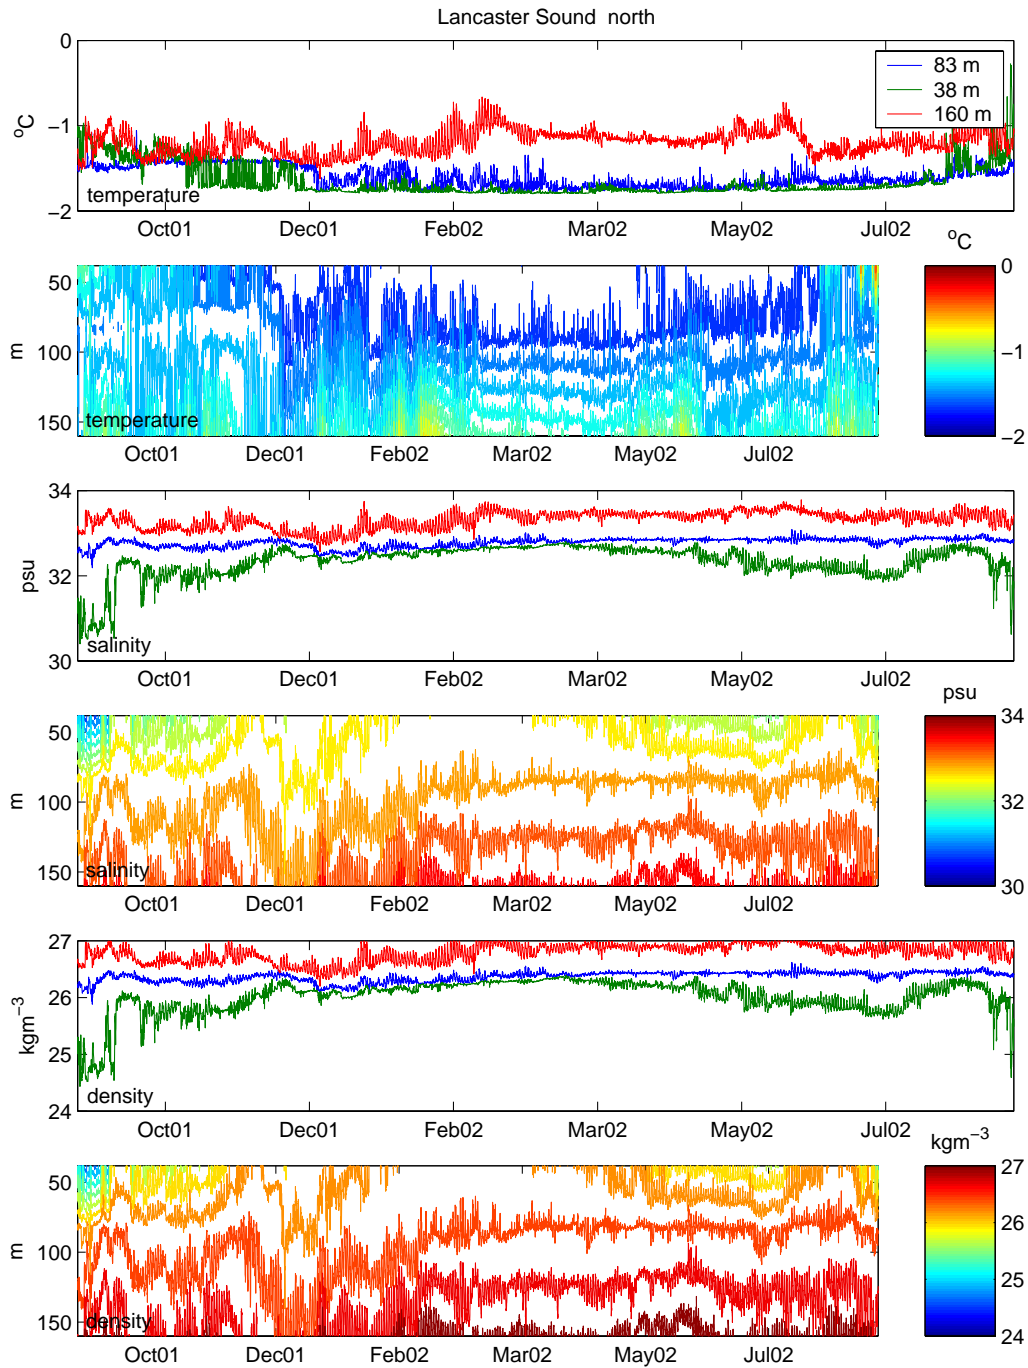 Lancaster Sound  north
0
−1
−2
°C
83 m
38 m
160 m
temperature
Oct01 Dec01 Feb02 Mar02 May02 Jul02
°C
50
100
150
m
temperature
0
−1
−2
Oct01 Dec01 Feb02 Mar02 May02 Jul02
34
32
30
psu
salinity
Oct01 Dec01 Feb02 Mar02 May02 Jul02
psu
50
100
150
m
salinity
34
32
30
Oct01 Dec01 Feb02 Mar02 May02 Jul02
27
26
25
24
kgm⁻³
density
Oct01 Dec01 Feb02 Mar02 May02 Jul02
kgm⁻³
50
100
150
m
density
27
26
25
24
Oct01 Dec01 Feb02 Mar02 May02 Jul02